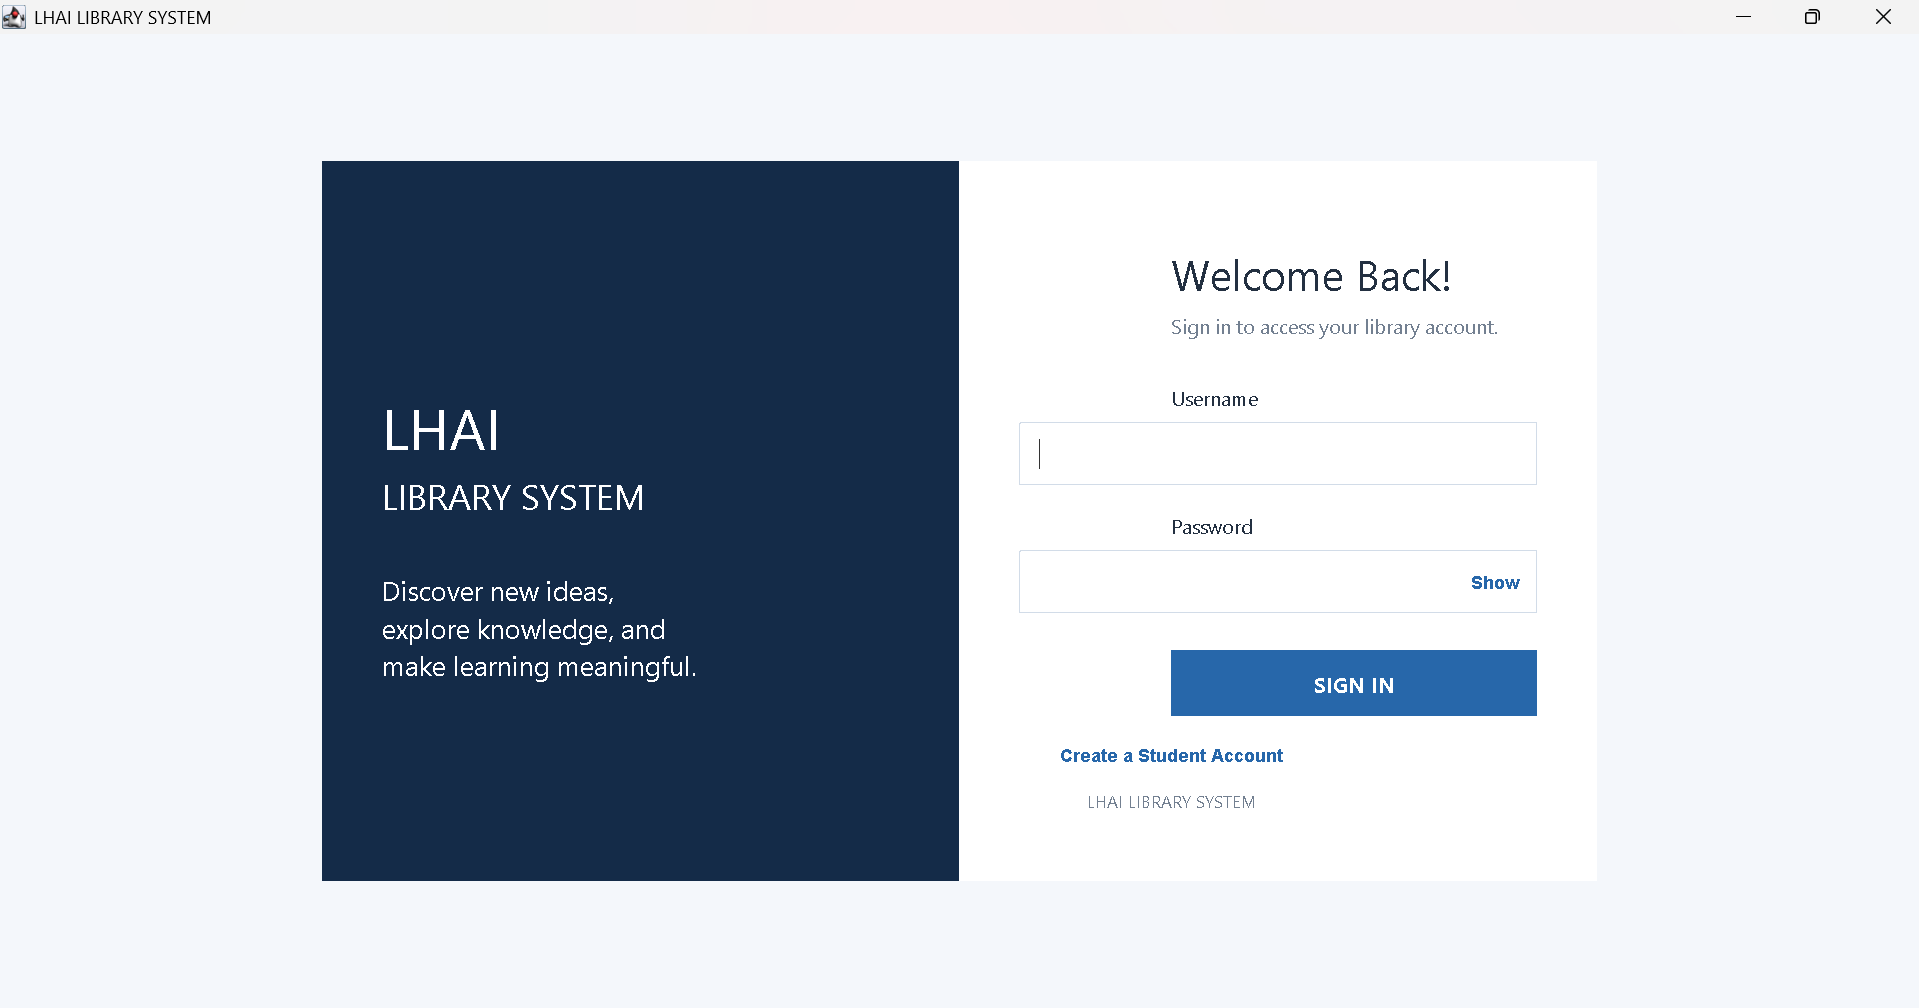 LHAI LIBRARY SYSTEM
LHAI
LIBRARY SYSTEM
Discover new ideas,
explore knowledge, and
make learning meaningful.
Welcome Back!
Sign in to access your library account.
Username
Password
Show
SIGN IN
Create a Student Account
LHAI LIBRARY SYSTEM